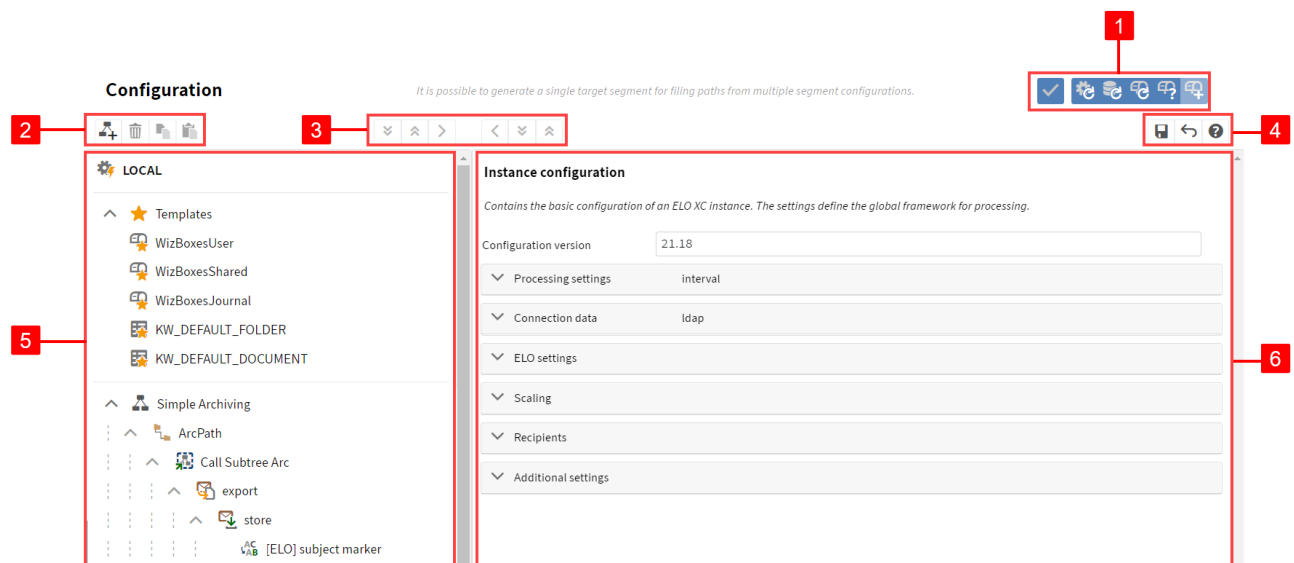 1
Configuration
It is possible to generate a single target segment for filing paths from multiple segment configurations.
2
3
4
LOCAL
Instance configuration
Templates
Contains the basic configuration of an ELO XC instance. The settings define the global framework for processing.
WizBoxesUser
Configuration version 21.18
WizBoxesShared
Processing settings interval
WizBoxesJournal
Connection data ldap
KW_DEFAULT_FOLDER
5
KW_DEFAULT_DOCUMENT
ELO settings
6
Simple Archiving
Scaling
ArcPath
Recipients
Call Subtree Arc
Additional settings
export
store
[ELO] subject marker